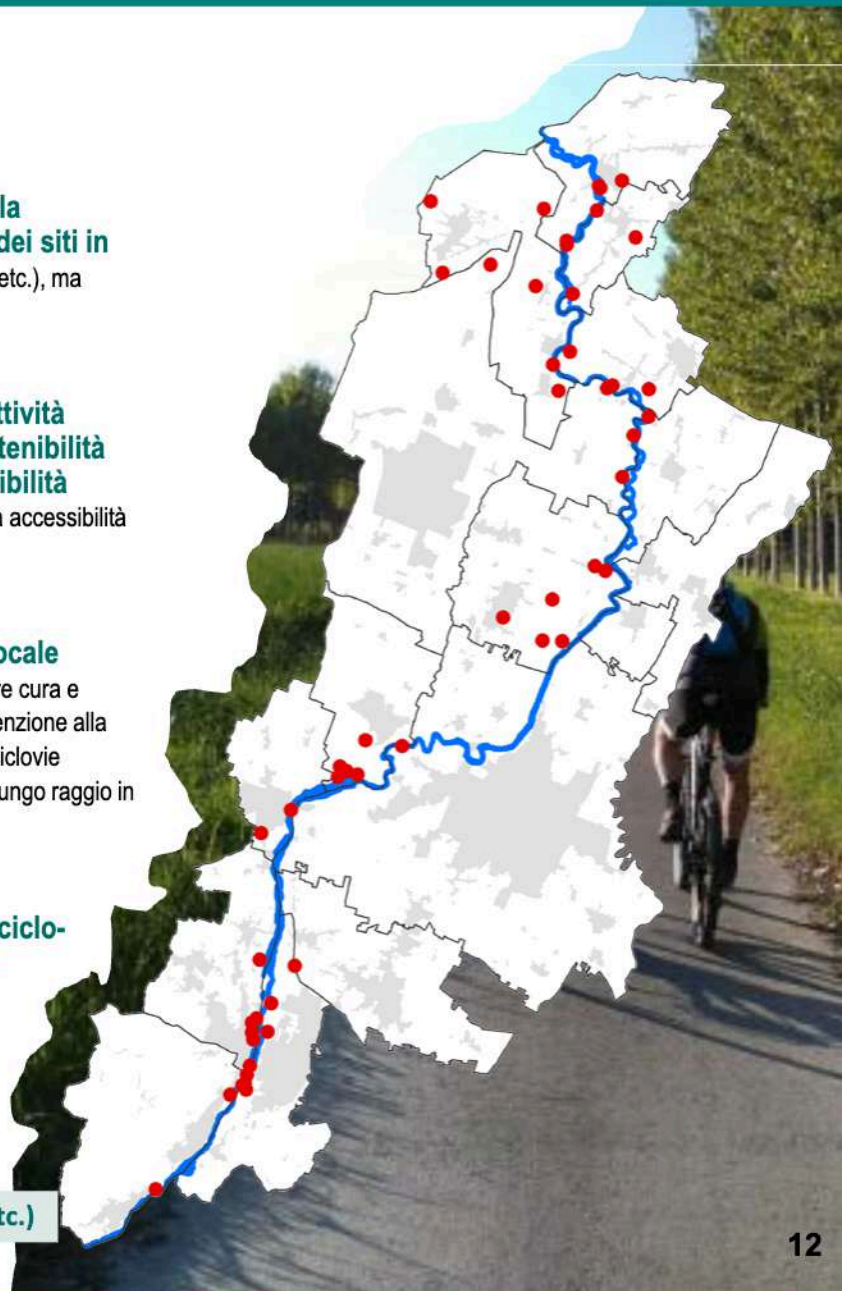 la
dei siti in
etc.), ma
ttività
tenibilità
ibilità
a accessibilità
ocale
re cura e
enzione alla
iclovie
ungo raggio in
ciclo-
tc.)
12